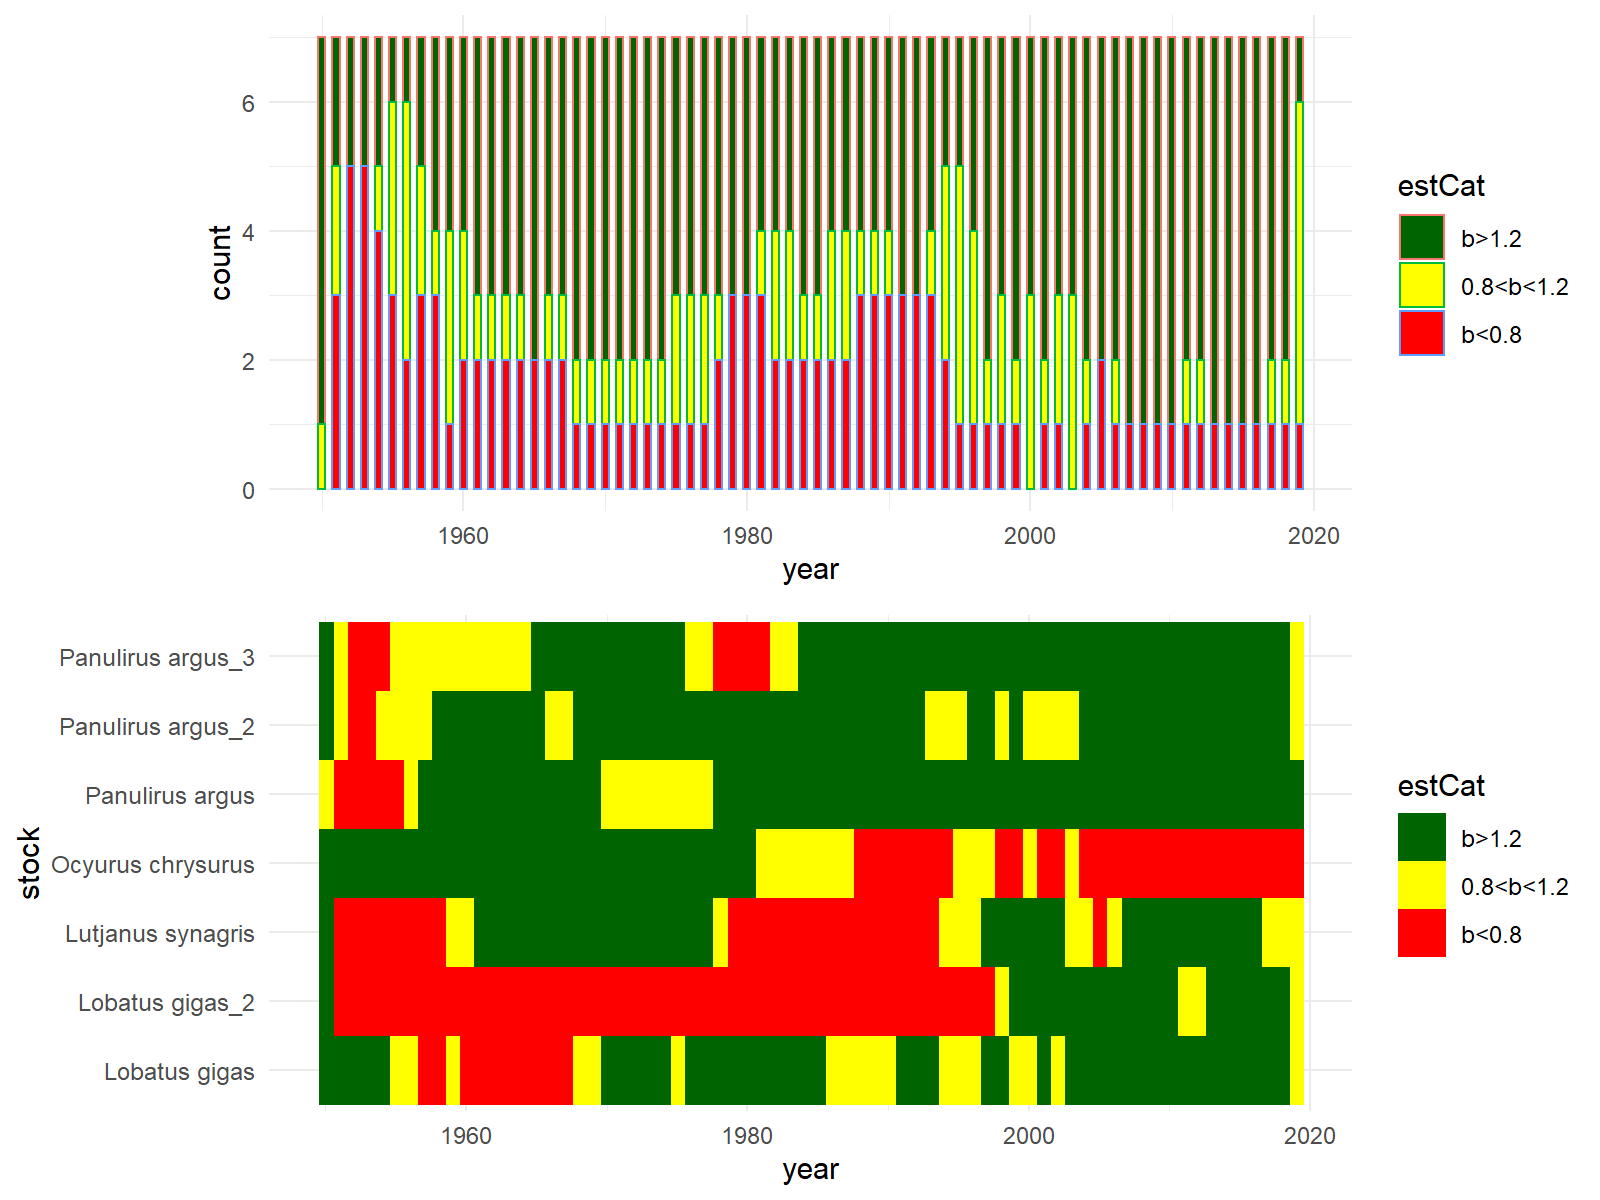 6
4
2
0
count
1960
1980
2000
2020
year
estCat
b>1.2
0.8<b<1.2
b<0.8
Panulirus argus_3
Panulirus argus_2
Panulirus argus
Ocyurus chrysurus
Lutjanus synagris
Lobatus gigas_2
Lobatus gigas
stock
1960
1980
2000
2020
year
estCat
b>1.2
0.8<b<1.2
b<0.8